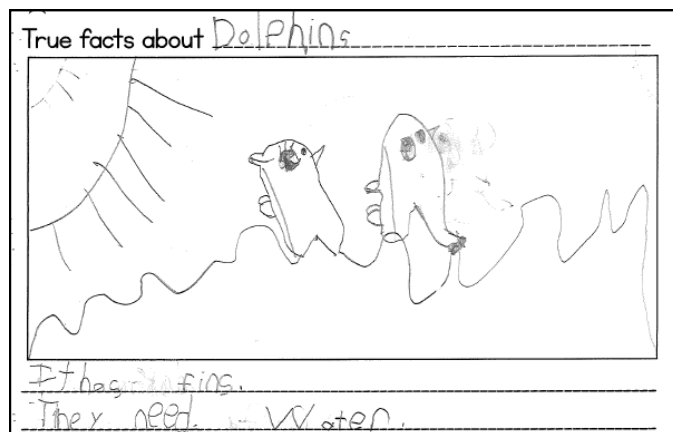 True facts about Dolphins
It has fins.
They need. Water.